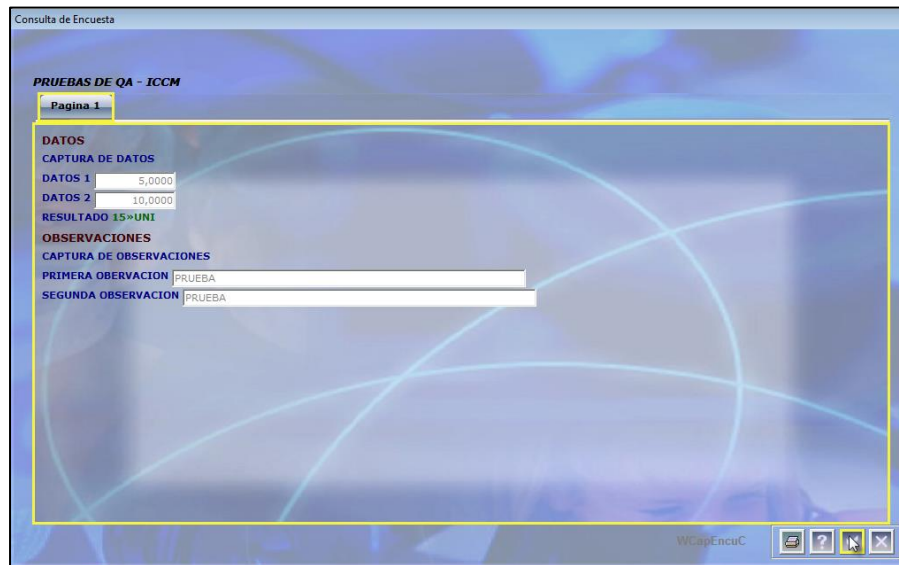 Consulta de Encuesta
PRUEBAS DE QA - ICCM
Pagina 1
DATOS
CAPTURA DE DATOS
DATOS 1 5,0000
DATOS 2 10,0000
RESULTADO 15»UNI
OBSERVACIONES
CAPTURA DE OBSERVACIONES
PRIMERA OBERVACION PRUEBA
SEGUNDA OBSERVACION PRUEBA
WCapEncuC
?